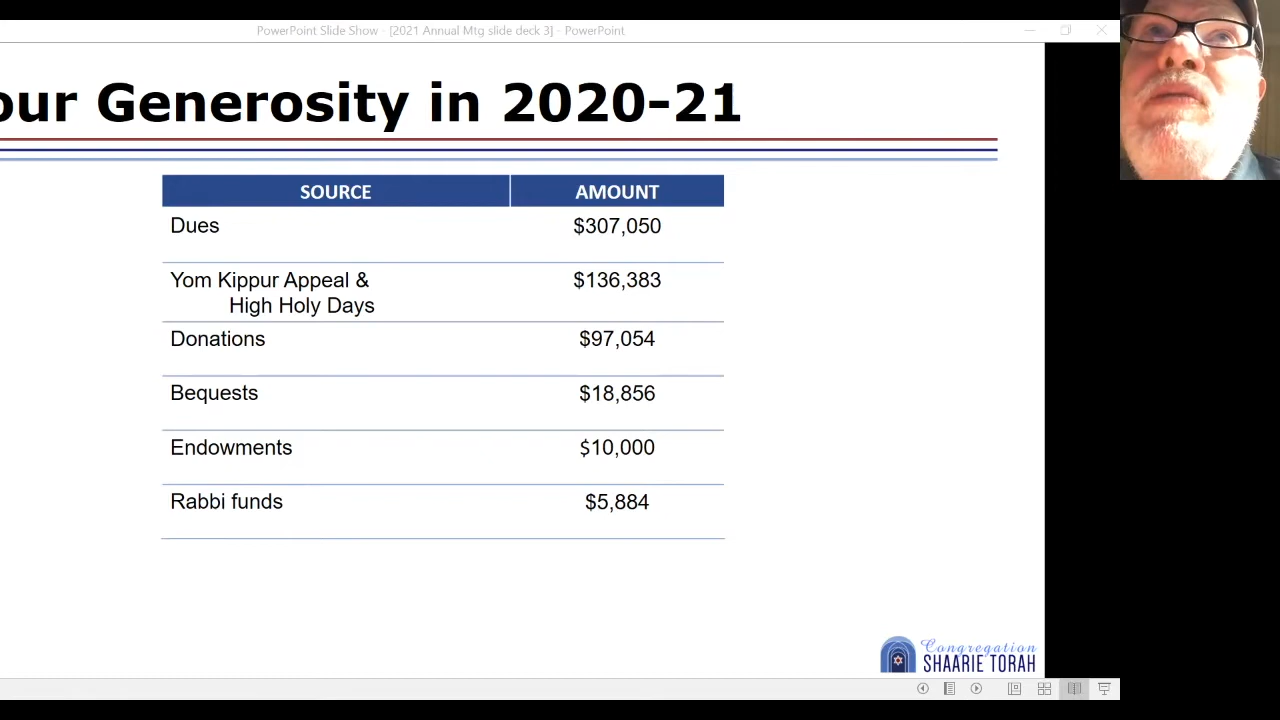 PowerPoint Slide Show - [2021 Annual Mtg slide deck 3] - PowerPoint
our Generosity in 2020-21
SOURCE AMOUNT
Dues $307,050
Yom Kippur Appeal & $136,383
High Holy Days
Donations $97,054
Bequests $18,856
Endowments $10,000
Rabbi funds $5,884
Congregation
SHAARIE TORAH